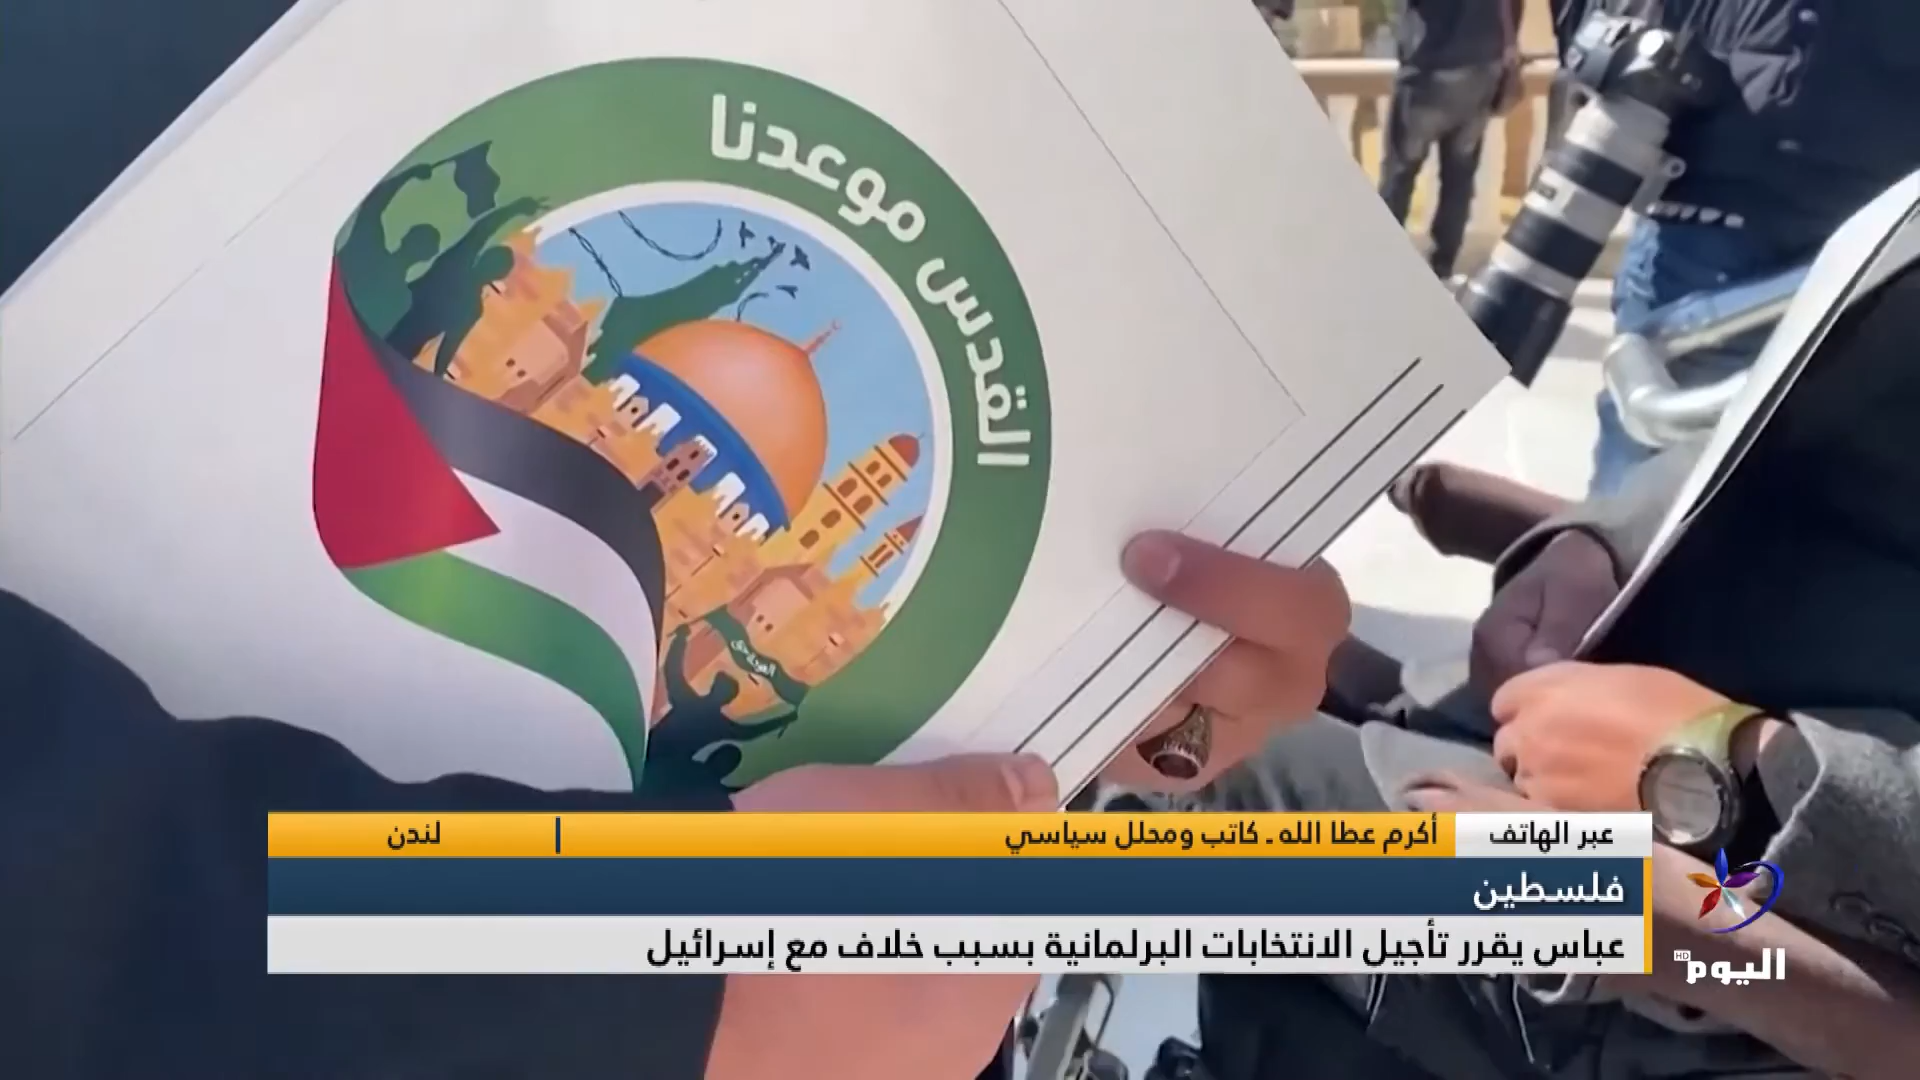 القدس موعدنا
عبر الهاتف
أكرم عطا الله - كاتب ومحلل سياسي
لندن
فلسطين
عباس يقرر تأجيل الانتخابات البرلمانية بسبب خلاف مع إسرائيل
اليوم HD